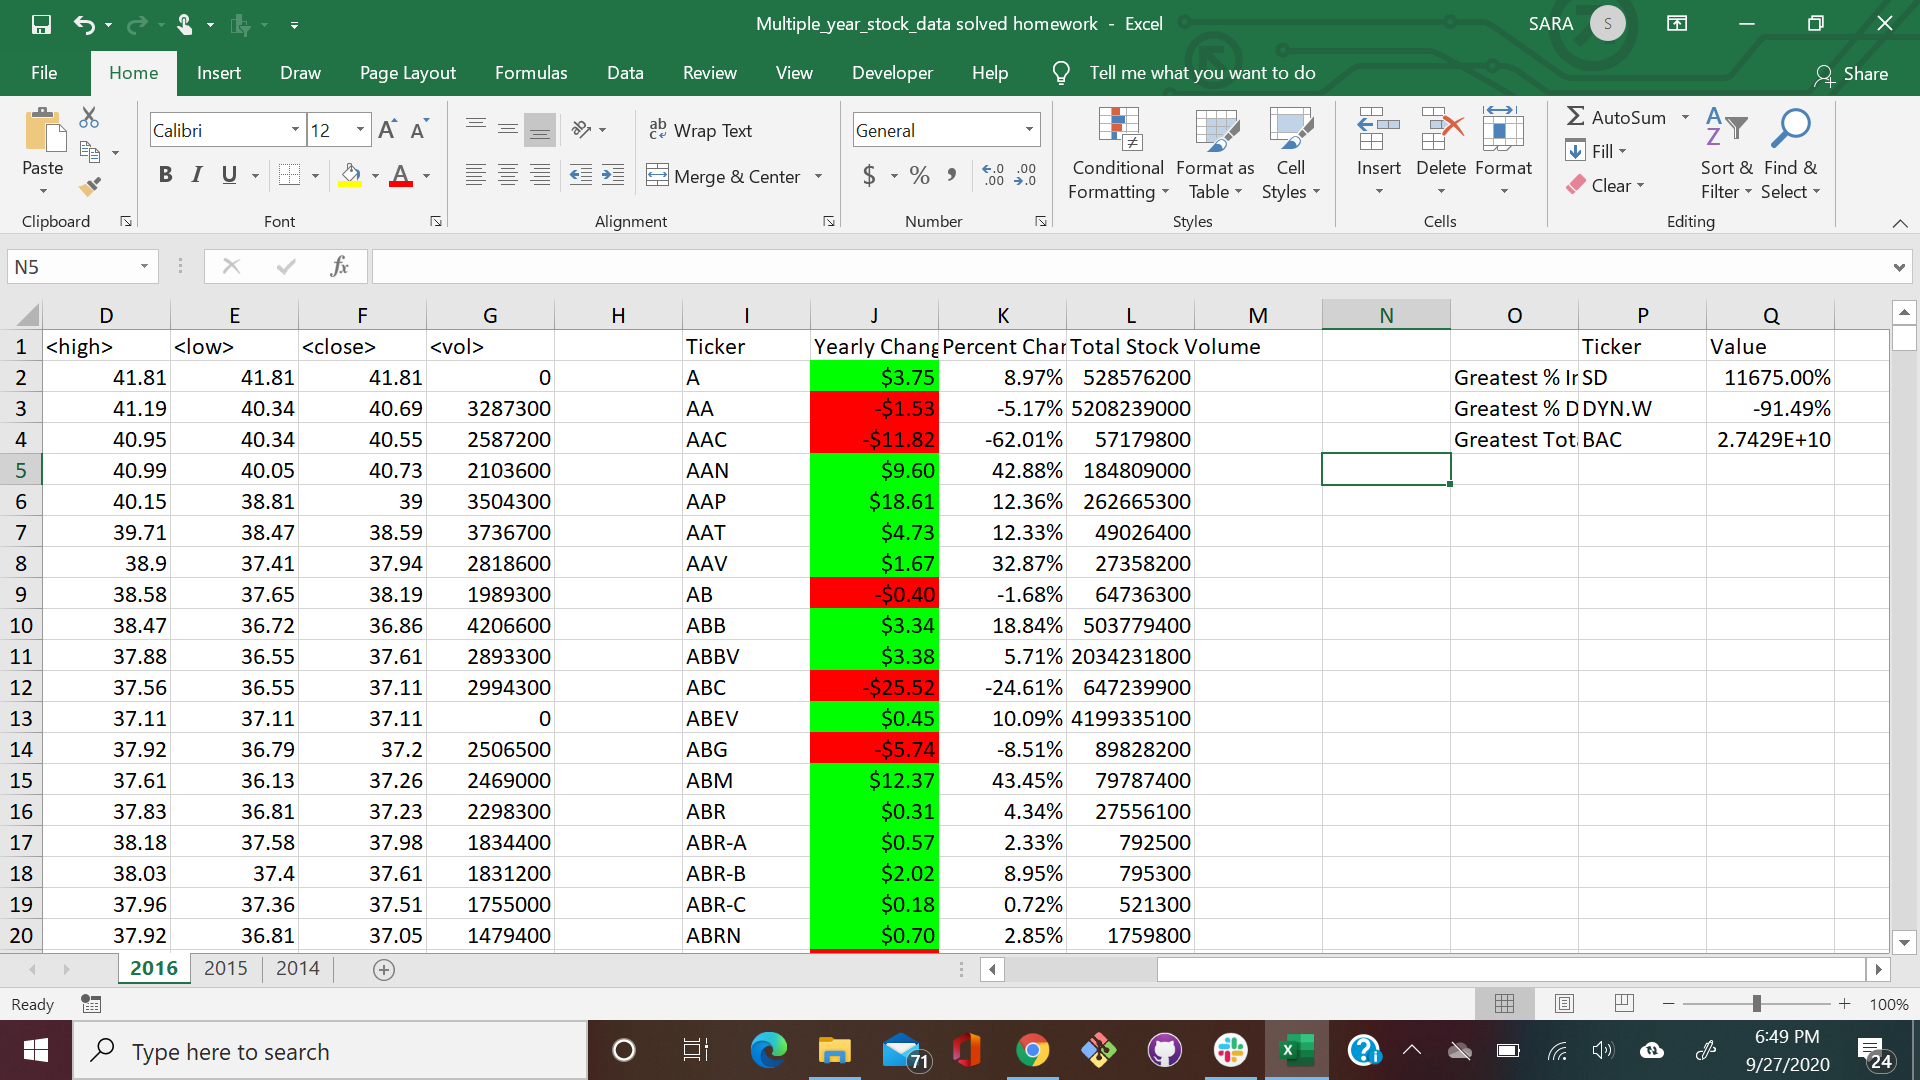 Multiple_year_stock_data solved homework - Excel
SARA S
File Home Insert Draw Page Layout Formulas Data Review View Developer Help Tell me what you want to do Share
Paste
Clipboard
Calibri 12
B I U
Font
Wrap Text
Merge & Center
Alignment
General
$ % 
Number
Conditional Formatting
Format as Table
Cell Styles
Styles
Insert Delete Format
Cells
AutoSum
Fill
Clear
Sort & Filter
Find & Select
Editing
N5 fx
D E F G H I J K L M N O P Q
1 <high> <low> <close> <vol> Ticker Yearly Chang Percent Char Total Stock Volume Ticker Value
2 41.81 41.81 41.81 0 A $3.75 8.97% 528576200 Greatest % Ir SD 11675.00%
3 41.19 40.34 40.69 3287300 AA -$1.53 -5.17% 5208239000 Greatest % D DYN.W -91.49%
4 40.95 40.34 40.55 2587200 AAC -$11.82 -62.01% 57179800 Greatest Tot BAC 2.7429E+10
5 40.99 40.05 40.73 2103600 AAN $9.60 42.88% 184809000
6 40.15 38.81 39 3504300 AAP $18.61 12.36% 262665300
7 39.71 38.47 38.59 3736700 AAT $4.73 12.33% 49026400
8 38.9 37.41 37.94 2818600 AAV $1.67 32.87% 27358200
9 38.58 37.65 38.19 1989300 AB -$0.40 -1.68% 64736300
10 38.47 36.72 36.86 4206600 ABB $3.34 18.84% 503779400
11 37.88 36.55 37.61 2893300 ABBV $3.38 5.71% 2034231800
12 37.56 36.55 37.11 2994300 ABC -$25.52 -24.61% 647239900
13 37.11 37.11 37.11 0 ABEV $0.45 10.09% 4199335100
14 37.92 36.79 37.2 2506500 ABG -$5.74 -8.51% 89828200
15 37.61 36.13 37.26 2469000 ABM $12.37 43.45% 79787400
16 37.83 36.81 37.23 2298300 ABR $0.31 4.34% 27556100
17 38.18 37.58 37.98 1834400 ABR-A $0.57 2.33% 792500
18 38.03 37.4 37.61 1831200 ABR-B $2.02 8.95% 795300
19 37.96 37.36 37.51 1755000 ABR-C $0.18 0.72% 521300
20 37.92 36.81 37.05 1479400 ABRN $0.70 2.85% 1759800
2016 2015 2014
Ready 100%
Type here to search 71 6:49 PM
9/27/2020 24